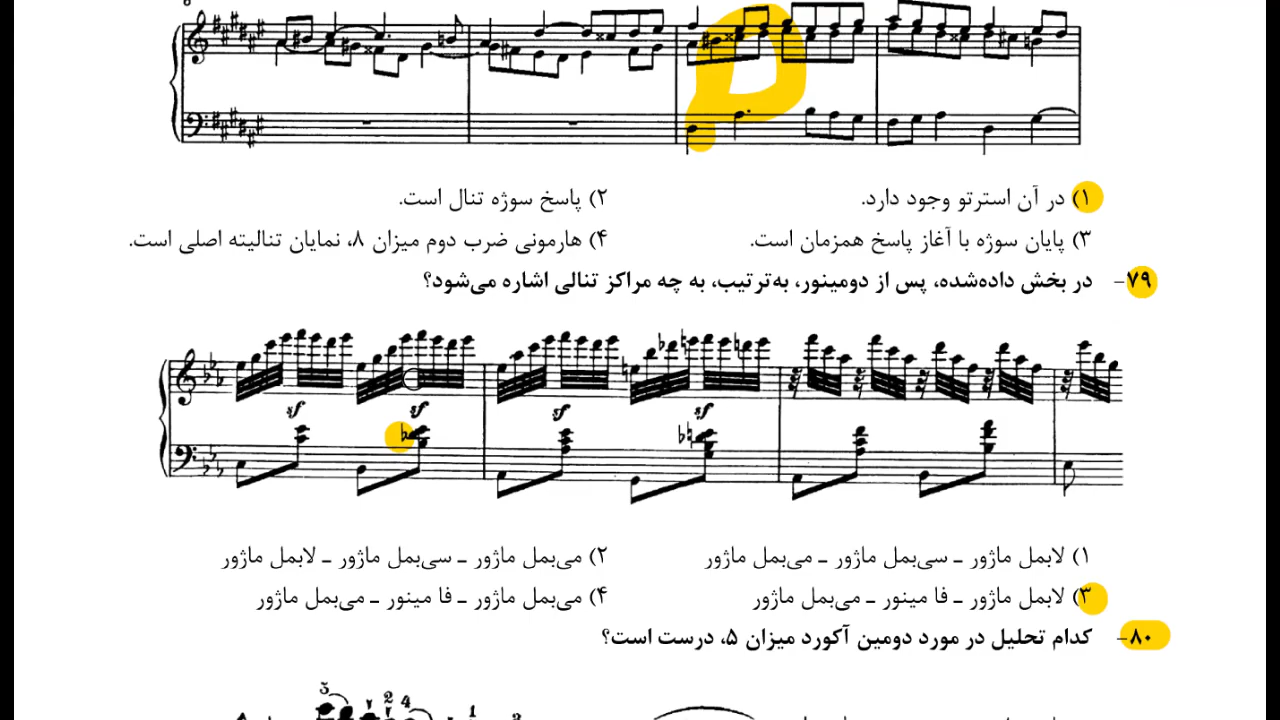 ۱) در آن استرتو وجود دارد.
۲) پاسخ سوژه تنال است.
۳) پایان سوژه با آغاز پاسخ همزمان است.
۴) هارمونی ضرب دوم میزان ۸، نمایان تنالیته اصلی است.
۷۹- در بخش داده‌شده، پس از دومینور، به‌ترتیب، به چه مراکز تنالی اشاره می‌شود؟
sf sf sf sf
۱) لابمل ماژور ـ سی‌بمل ماژور ـ می‌بمل ماژور
۲) می‌بمل ماژور ـ سی‌بمل ماژور ـ لابمل ماژور
۳) لابمل ماژور ـ فا مینور ـ می‌بمل ماژور
۴) می‌بمل ماژور ـ فا مینور ـ می‌بمل ماژور
۸۰- کدام تحلیل در مورد دومین آکورد میزان ۵، درست است؟